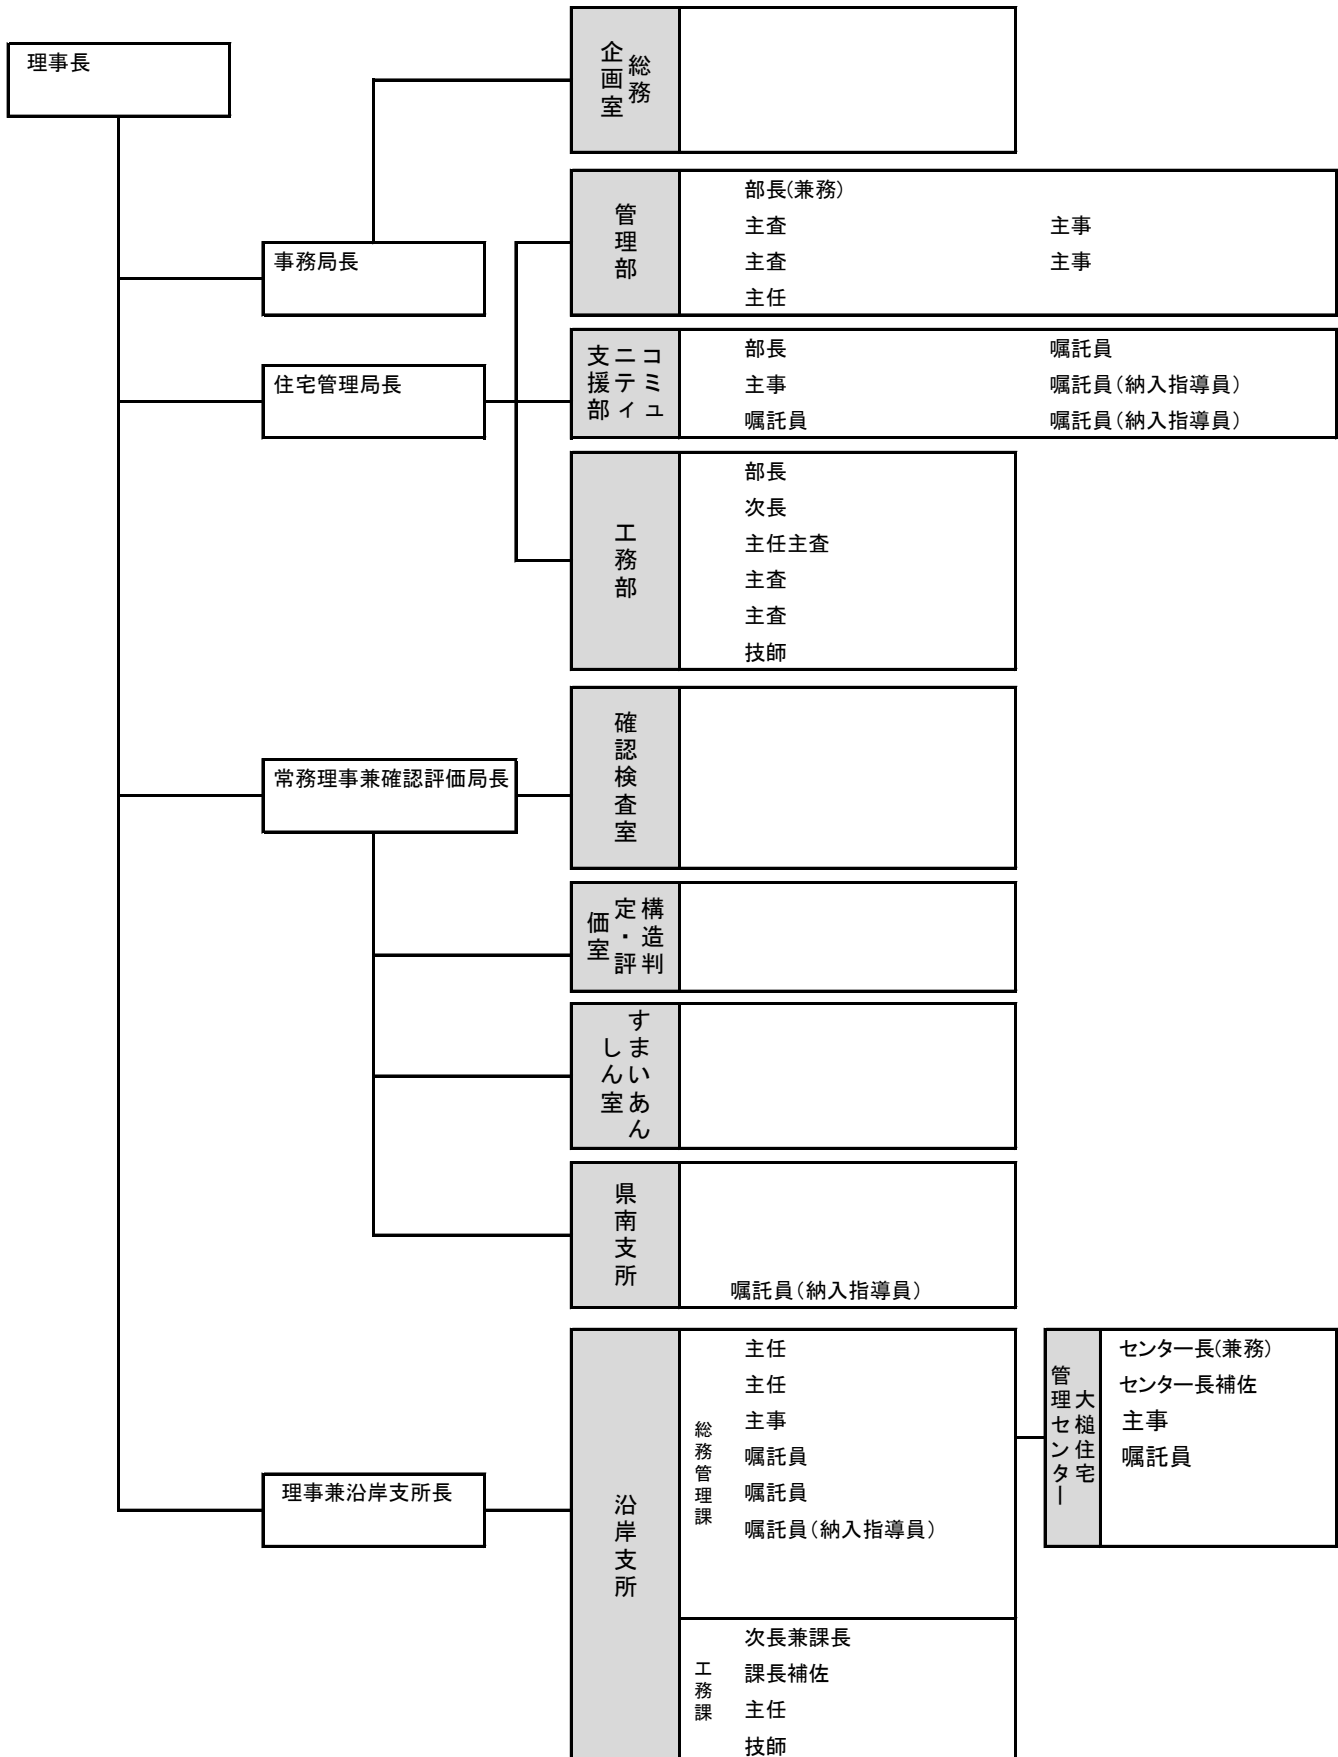 理事長
総務
企画室
事務局長
管理部
部長(兼務)
主査
主事
主査
主事
主任
住宅管理局長
コミュ
ニティ
支援部
部長
嘱託員
主事
嘱託員(納入指導員)
嘱託員
嘱託員(納入指導員)
工務部
部長
次長
主任主査
主査
主査
技師
常務理事兼確認評価局長
確認検査室
構造判
定・評
価室
すまいあん
しん室
県南支所
嘱託員(納入指導員)
理事兼沿岸支所長
沿岸支所
総務管理課
主任
主任
主事
嘱託員
嘱託員
嘱託員(納入指導員)
大槌住宅
管理センター
センター長(兼務)
センター長補佐
主事
嘱託員
工務課
次長兼課長
課長補佐
主任
技師